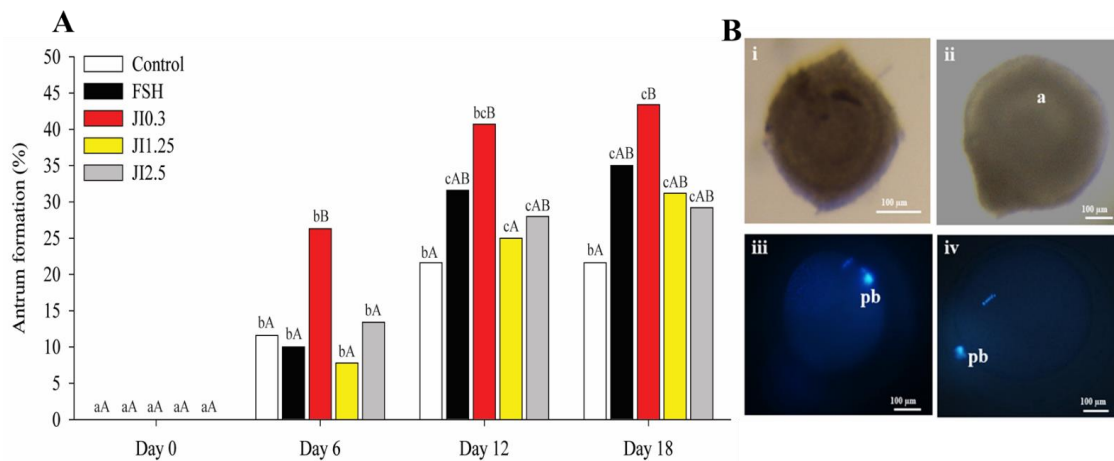 A
Antrum formation (%)
50
45
40
35
30
25
20
15
10
5
0
Control
FSH
JI0.3
JI1.25
JI2.5
aA aA aA aA aA
bA bA bB bA bA
bA cAB bcB cA cAB
bA cAB cB cAB cAB
Day 0 Day 6 Day 12 Day 18
B
i
100 µm
ii
a
100 µm
iii
pb
100 µm
iv
pb
100 µm